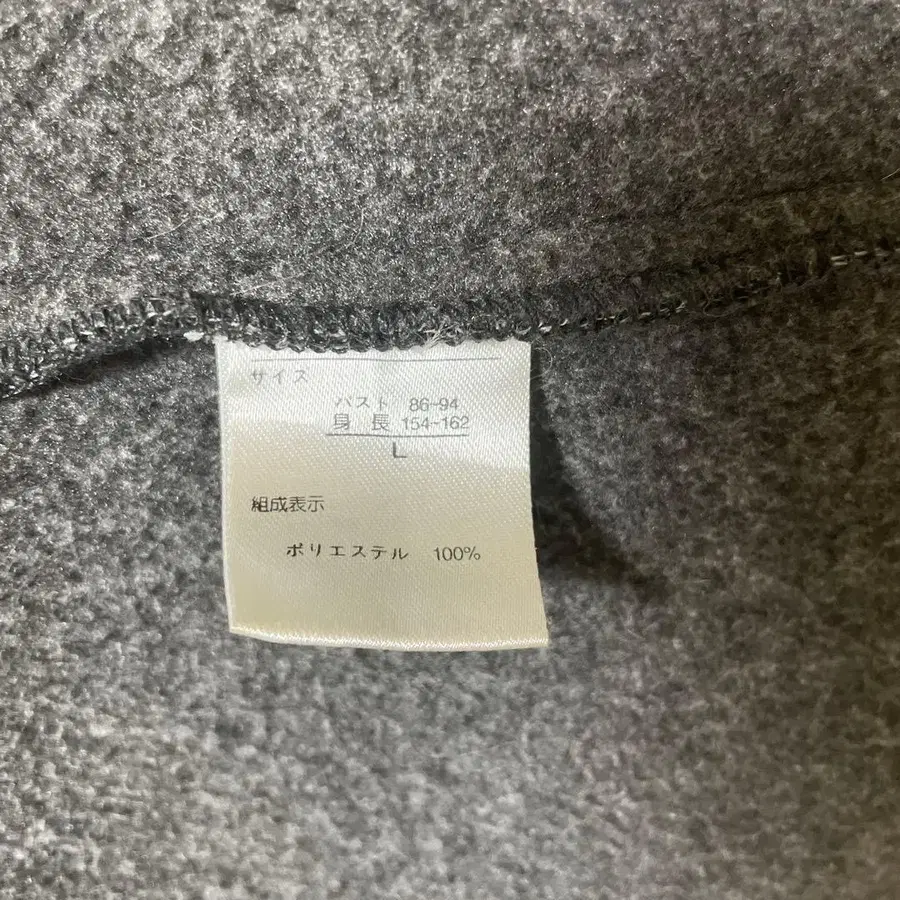 サイズ
バスト 86-94
身長 154-162
L
組成表示
ポリエステル 100%